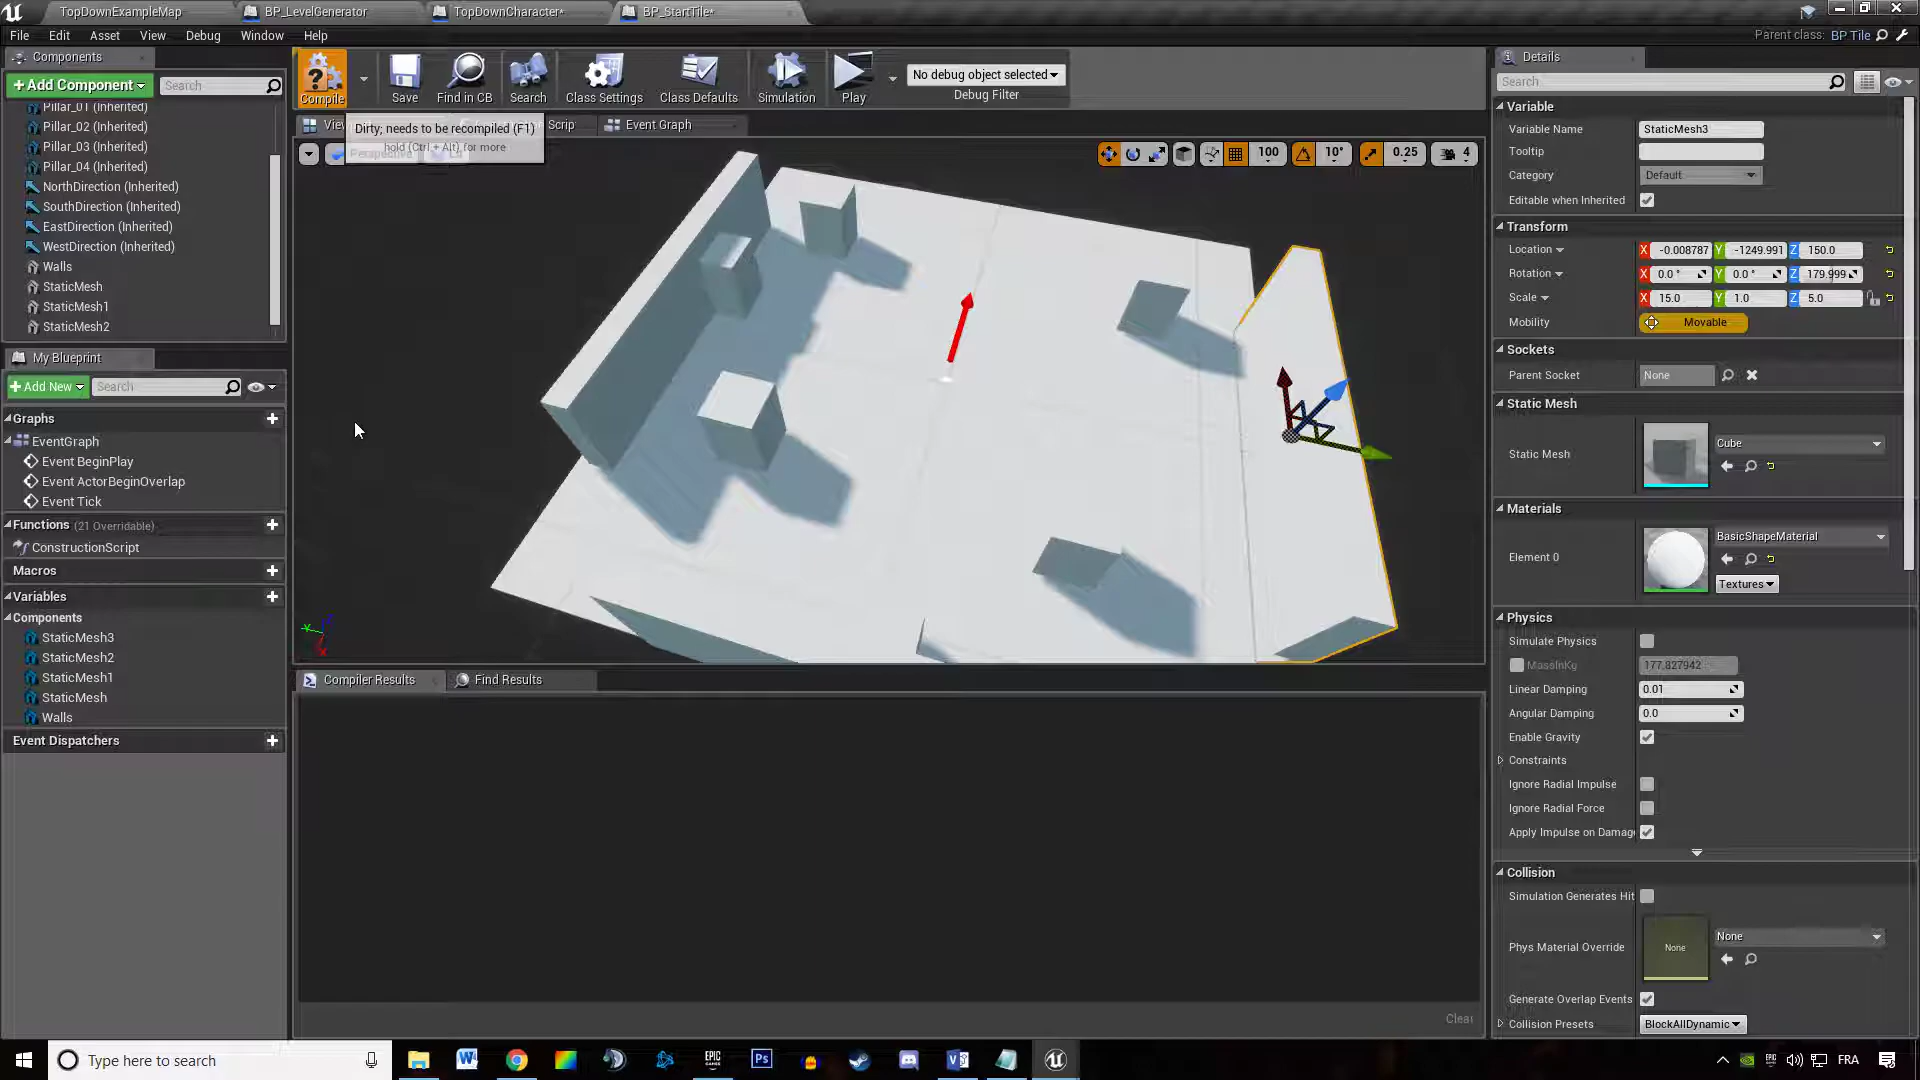 TopDownExampleMap
BP_LevelGenerator
TopDownCharacter*
BP_StartTile*
File Edit Asset View Debug Window Help
Parent class: BP Tile
Components
+Add Component
Search
Pillar_01 (Inherited)
Pillar_02 (Inherited)
Pillar_03 (Inherited)
Pillar_04 (Inherited)
NorthDirection (Inherited)
SouthDirection (Inherited)
EastDirection (Inherited)
WestDirection (Inherited)
Walls
StaticMesh
StaticMesh1
StaticMesh2
My Blueprint
+Add New
Search
Graphs
EventGraph
Event BeginPlay
Event ActorBeginOverlap
Event Tick
Functions (21 Overridable)
ConstructionScript
Macros
Variables
Components
StaticMesh3
StaticMesh2
StaticMesh1
StaticMesh
Walls
Event Dispatchers
Compile
Save
Find in CB
Search
Class Settings
Class Defaults
Simulation
Play
No debug object selected
Debug Filter
Scrip
Event Graph
Dirty; needs to be recompiled (F1)
hold (Ctrl + Alt) for more
Perspective
100
10°
0.25
4
Compiler Results
Find Results
Clear
Details
Search
Variable
Variable Name StaticMesh3
Tooltip
Category Default
Editable when Inherited
Transform
Location X -0.008787 Y -1249.991 Z 150.0
Rotation X 0.0 ° Y 0.0 ° Z 179.999
Scale X 15.0 Y 1.0 Z 5.0
Mobility Movable
Sockets
Parent Socket None
Static Mesh
Static Mesh Cube
Materials
Element 0 BasicShapeMaterial
Textures
Physics
Simulate Physics
MassInKg 177.827942
Linear Damping 0.01
Angular Damping 0.0
Enable Gravity
Constraints
Ignore Radial Impulse
Ignore Radial Force
Apply Impulse on Damag
Collision
Simulation Generates Hit
Phys Material Override None None
Generate Overlap Events
Collision Presets BlockAllDynamic
Type here to search
FRA